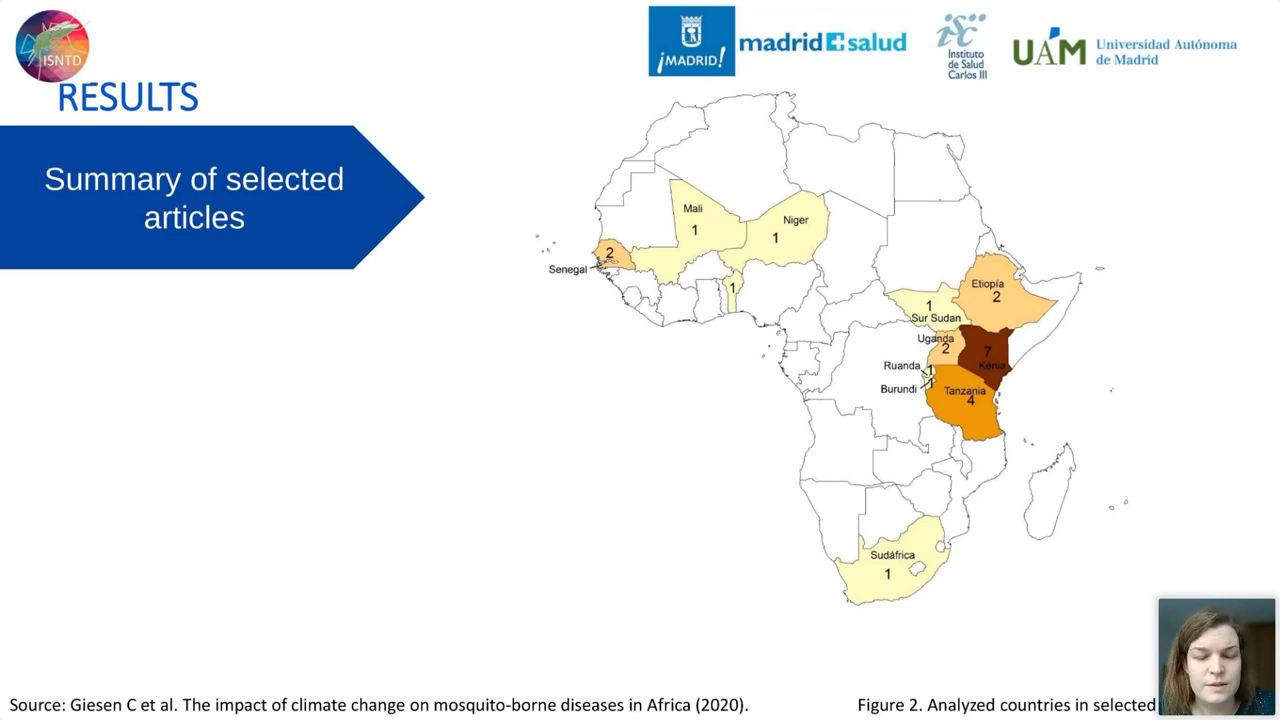 ISNTD
¡MADRID!
madrid+salud
isc
Instituto
de Salud
Carlos III
UAM
Universidad Autónoma
de Madrid
RESULTS
Summary of selected
articles
Mali
1
Niger
1
2
Senegal
1
Etiopía
2
1
Sur Sudan
Uganda
2
7
Kenia
Ruanda
1
Burundi
1
Tanzania
4
Sudáfrica
1
Source: Giesen C et al. The impact of climate change on mosquito-borne diseases in Africa (2020).
Figure 2. Analyzed countries in selected